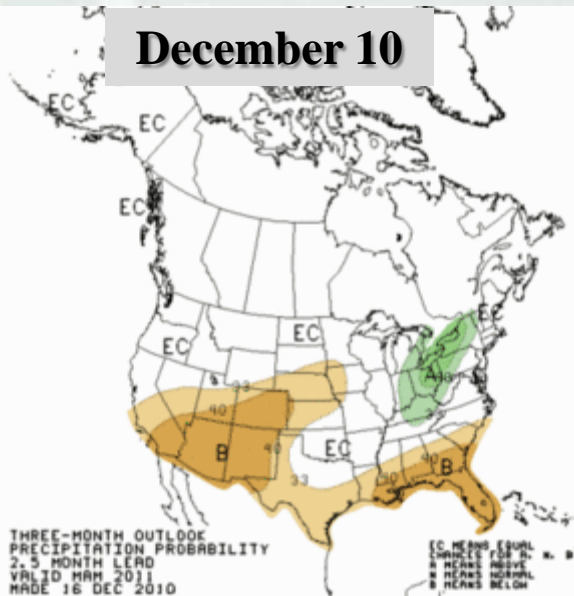 December 10
EC
EC
EC
EC
EC
EC
A
33
40
B
40
EC
33
40
40
B
THREE-MONTH OUTLOOK
PRECIPITATION PROBABILITY
2.5 MONTH LEAD
VALID MAM 2011
MADE 16 DEC 2010
EC MEANS EQUAL
CHANCES FOR A, N, B
A MEANS ABOVE
N MEANS NORMAL
B MEANS BELOW